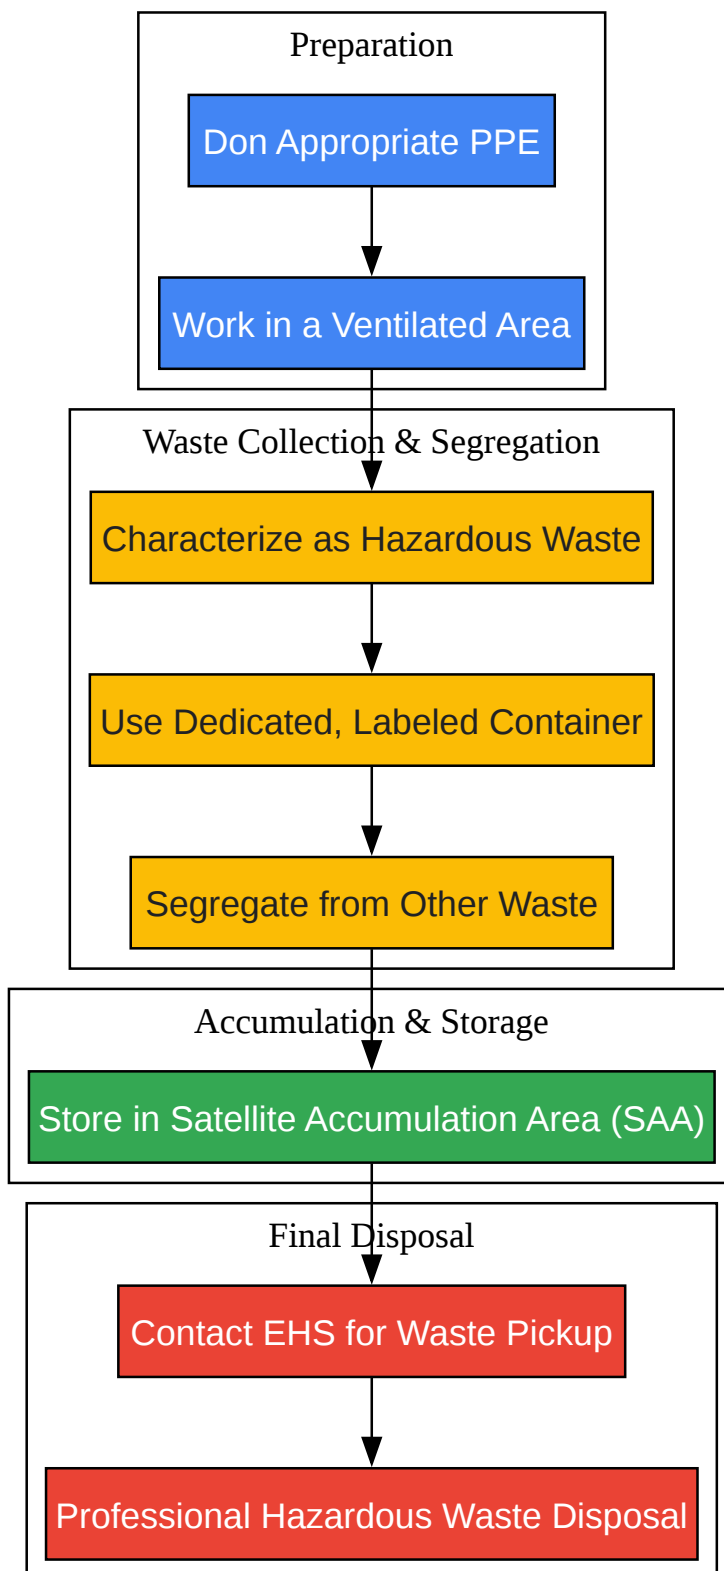 Preparation
Don Appropriate PPE
Work in a Ventilated Area
Waste Collection & Segregation
Characterize as Hazardous Waste
Use Dedicated, Labeled Container
Segregate from Other Waste
Accumulation & Storage
Store in Satellite Accumulation Area (SAA)
Final Disposal
Contact EHS for Waste Pickup
Professional Hazardous Waste Disposal